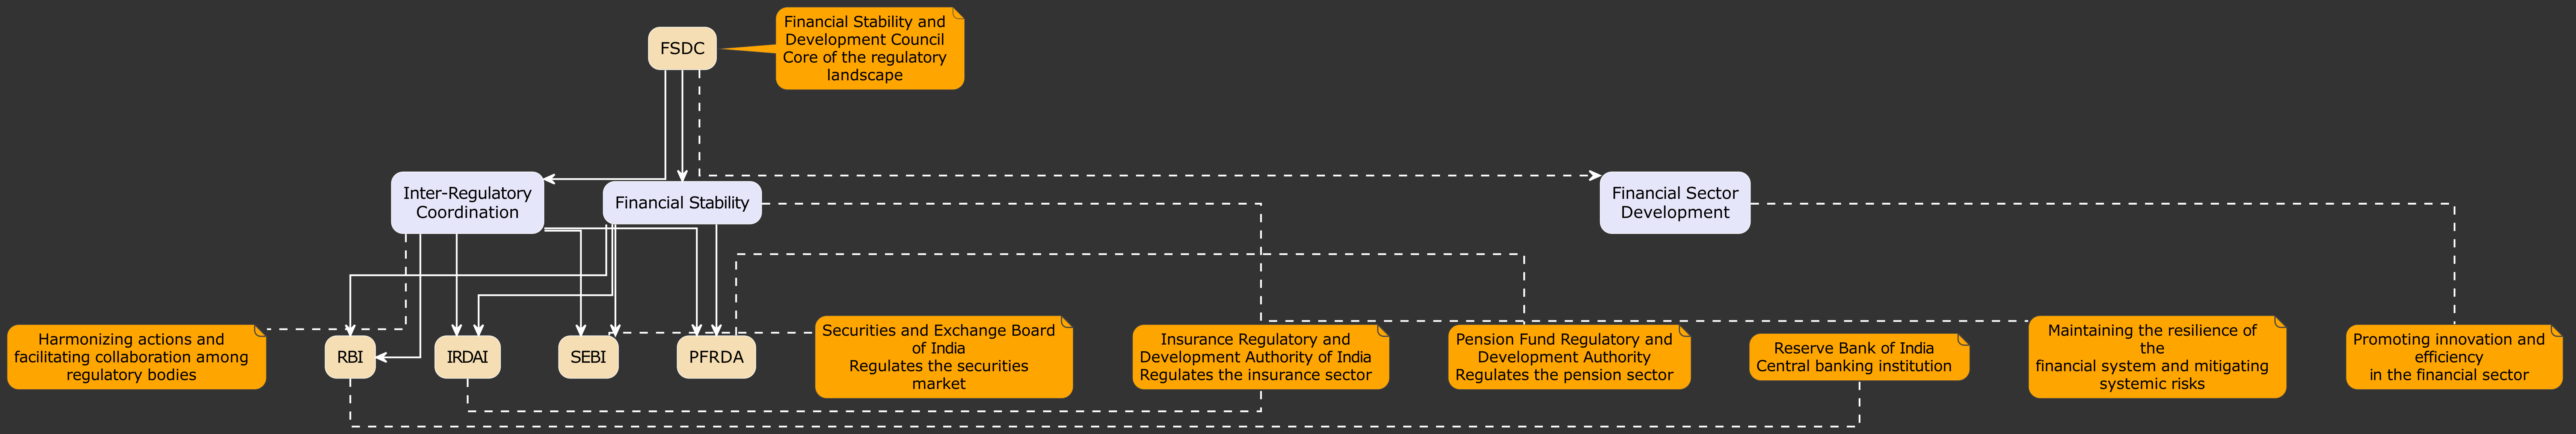 FSDC
Financial Stability and
Development Council
Core of the regulatory
landscape
Inter-Regulatory
Coordination
Financial Stability
Financial Sector
Development
Harmonizing actions and
facilitating collaboration among
regulatory bodies
RBI
IRDAI
SEBI
PFRDA
Securities and Exchange Board
of India
Regulates the securities
market
Insurance Regulatory and
Development Authority of India
Regulates the insurance sector
Pension Fund Regulatory and
Development Authority
Regulates the pension sector
Reserve Bank of India
Central banking institution
Maintaining the resilience of
the
financial system and mitigating
systemic risks
Promoting innovation and
efficiency
in the financial sector